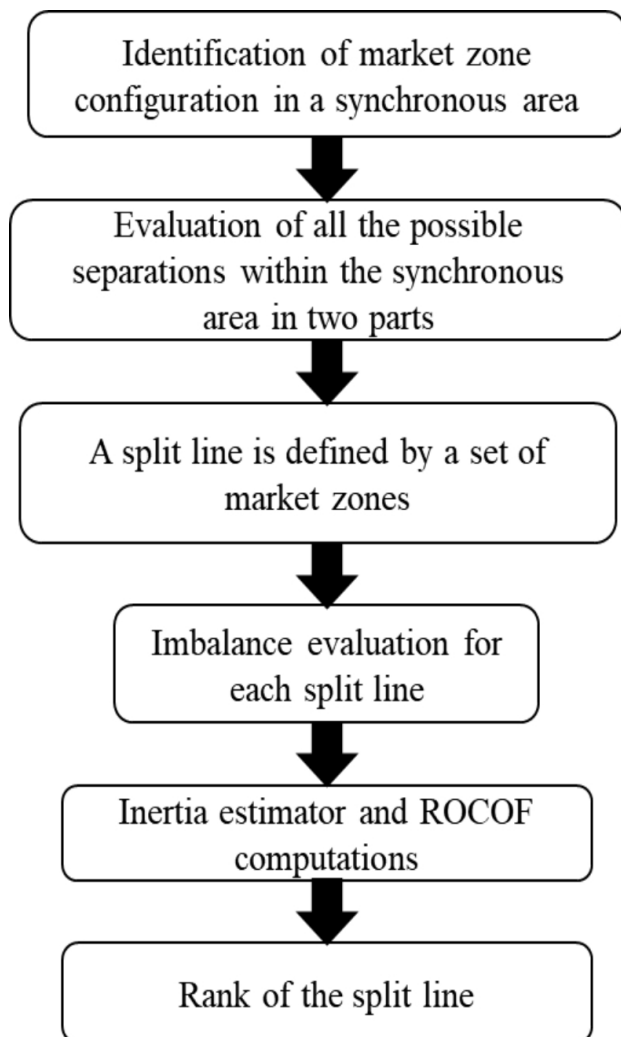 Identification of market zone
configuration in a synchronous area
Evaluation of all the possible
separations within the synchronous
area in two parts
A split line is defined by a set of
market zones
Imbalance evaluation for
each split line
Inertia estimator and ROCOF
computations
Rank of the split line